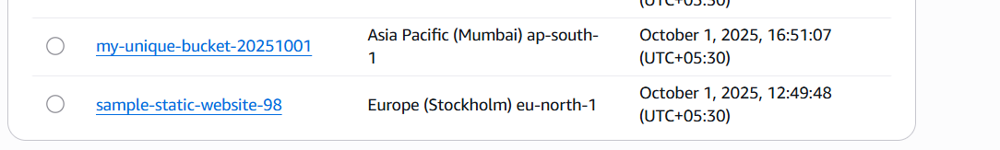 (UTC+05:30)
my-unique-bucket-20251001
Asia Pacific (Mumbai) ap-south-
1
October 1, 2025, 16:51:07
(UTC+05:30)
sample-static-website-98
Europe (Stockholm) eu-north-1
October 1, 2025, 12:49:48
(UTC+05:30)